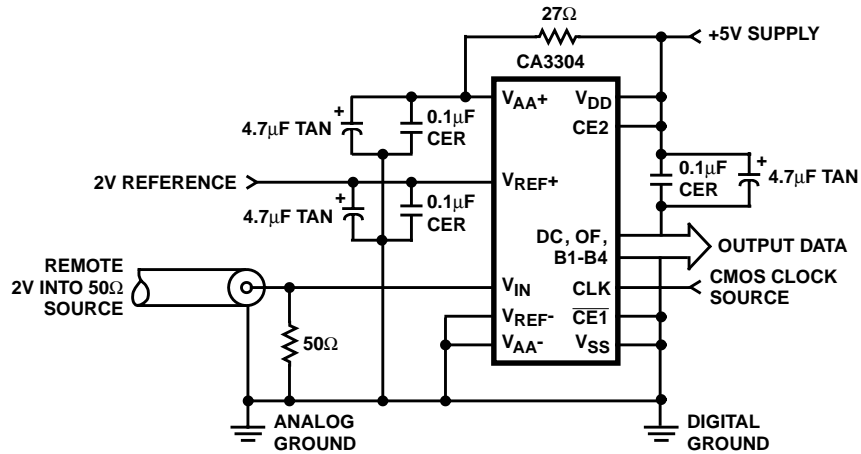 27Ω
+5V SUPPLY
CA3304
VAA+
VDD
4.7μF TAN
+
0.1μF
CER
CE2
2V REFERENCE
VREF+
0.1μF
CER
+
4.7μF TAN
4.7μF TAN
+
0.1μF
CER
DC, OF,
B1-B4
OUTPUT DATA
REMOTE
2V INTO 50Ω
SOURCE
VIN
CLK
CMOS CLOCK
SOURCE
VREF-
CE1
50Ω
VAA-
VSS
ANALOG
GROUND
DIGITAL
GROUND